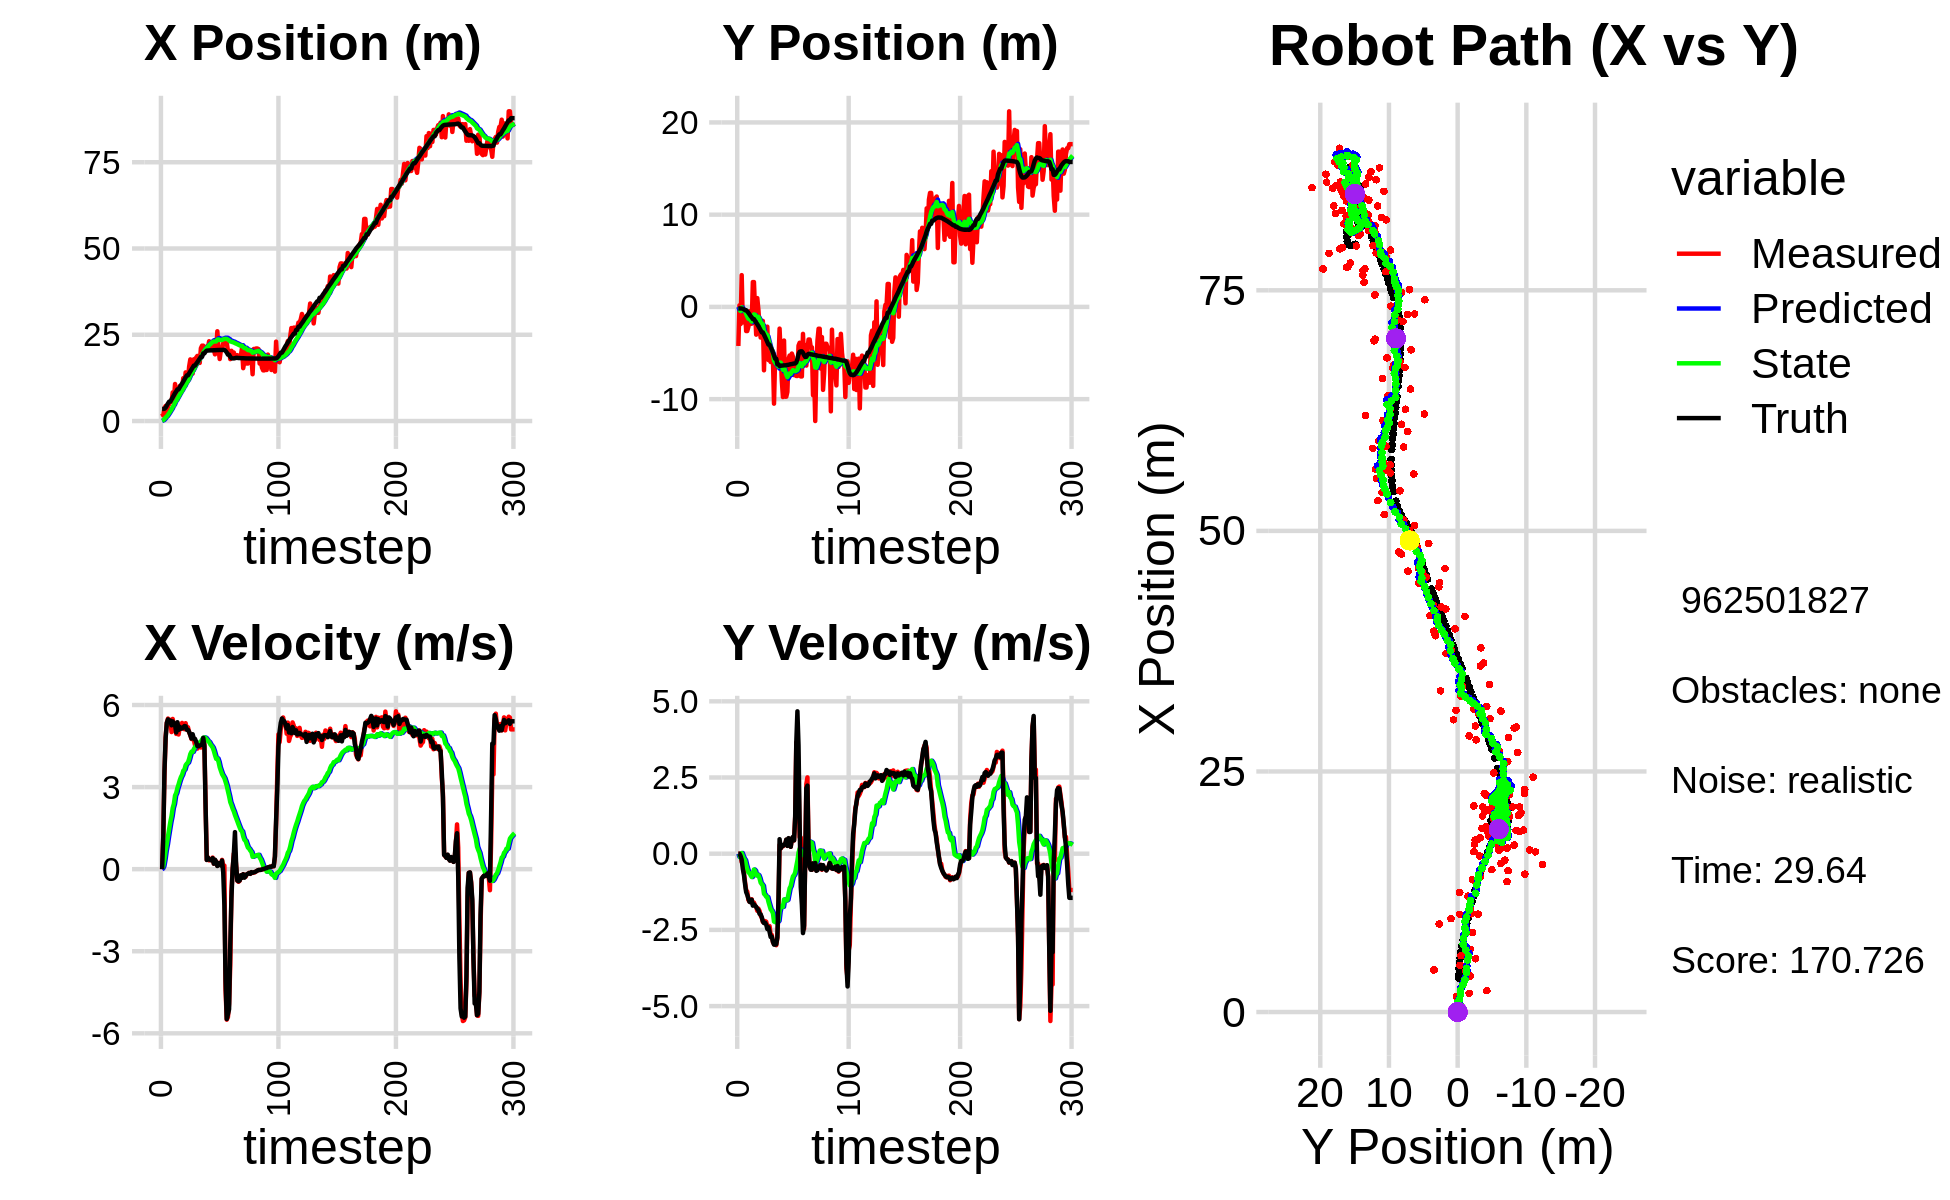 X Position (m)
75
50
25
0
0
100
200
300
timestep
Y Position (m)
20
10
0
-10
0
100
200
300
timestep
X Velocity (m/s)
6
3
0
-3
-6
0
100
200
300
timestep
Y Velocity (m/s)
5.0
2.5
0.0
-2.5
-5.0
0
100
200
300
timestep
Robot Path (X vs Y)
X Position (m)
75
50
25
0
20 10 0 -10 -20
Y Position (m)
variable
Measured
Predicted
State
Truth
962501827
Obstacles: none
Noise: realistic
Time: 29.64
Score: 170.726